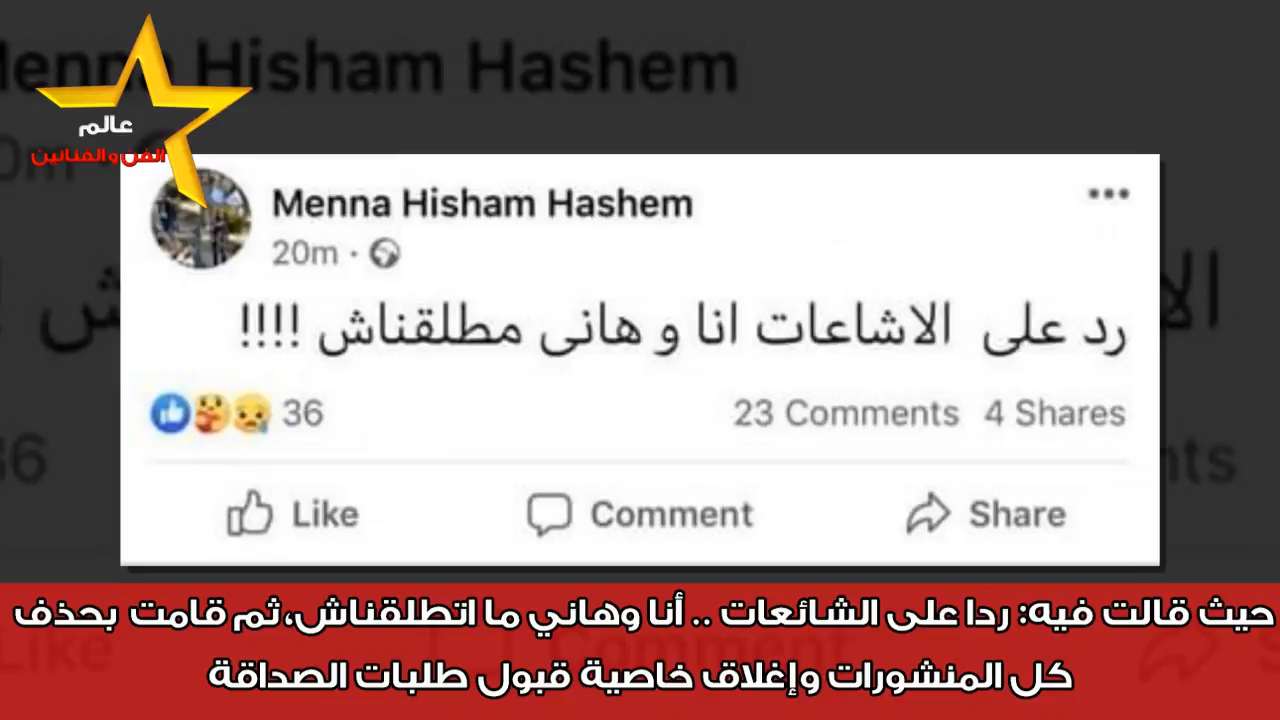 Menna Hisham Hashem
عالم
الفن والفنانين
Menna Hisham Hashem
20m
رد على الاشاعات انا و هانى مطلقناش !!!!
36
23 Comments 4 Shares
Like Comment Share
حيث قالت فيه: ردا على الشائعات .. أنا وهاني ما اتطلقناش، ثم قامت بحذف
كل المنشورات وإغلاق خاصية قبول طلبات الصداقة